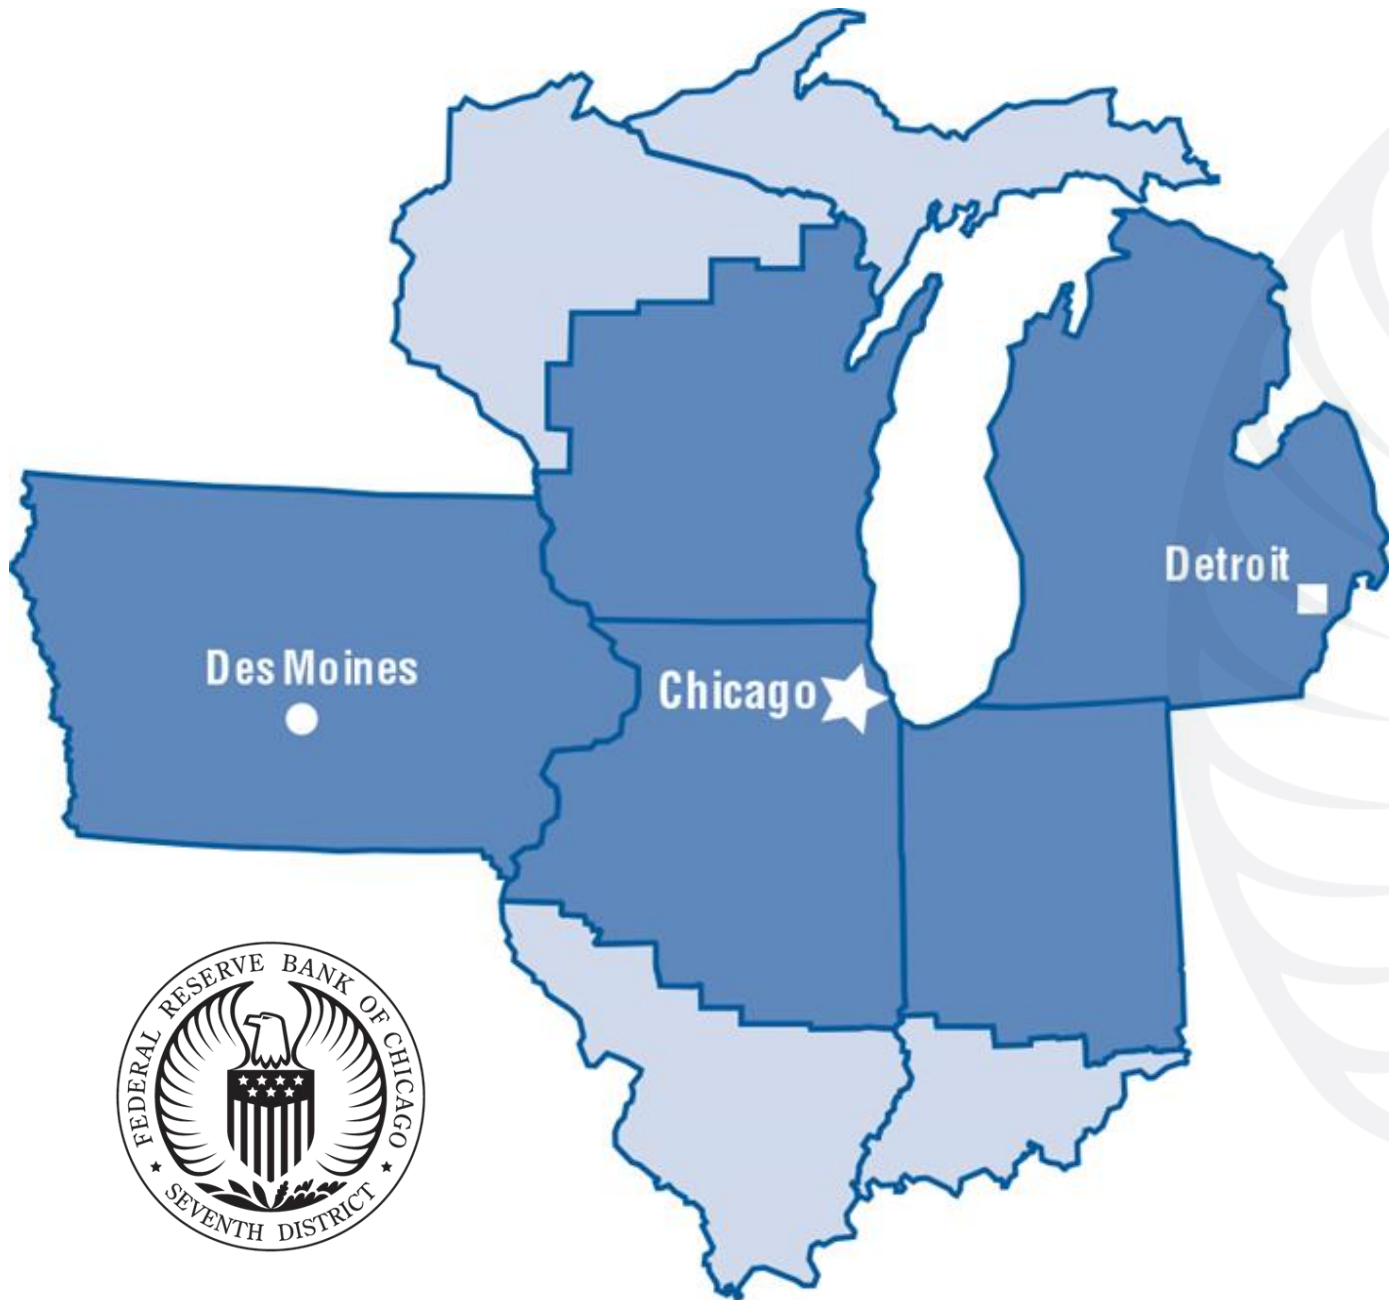 Detroit
Des Moines
Chicago
FEDERAL RESERVE BANK OF CHICAGO
SEVENTH DISTRICT